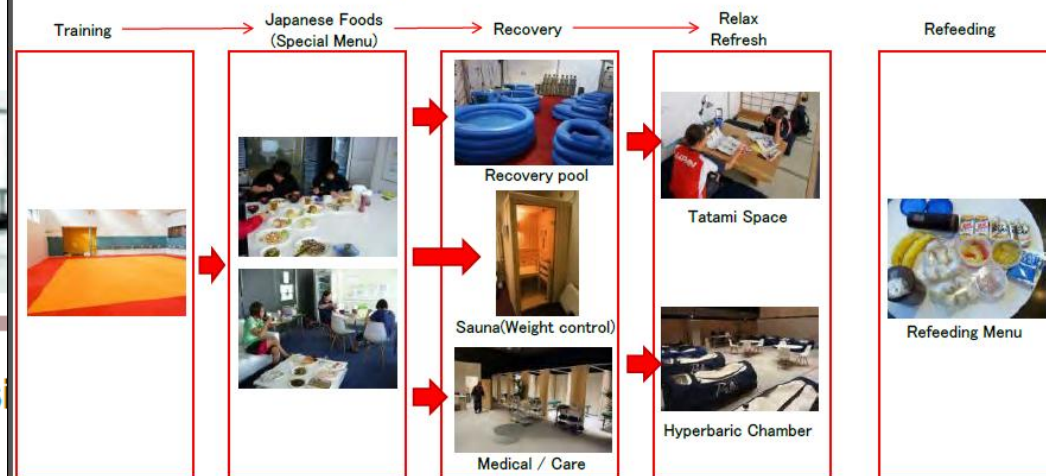 Training
Japanese Foods
(Special Menu)
Recovery
Relax
Refresh
Refeeding
Recovery pool
Sauna(Weight control)
Medical / Care
Tatami Space
Hyperbaric Chamber
Refeeding Menu